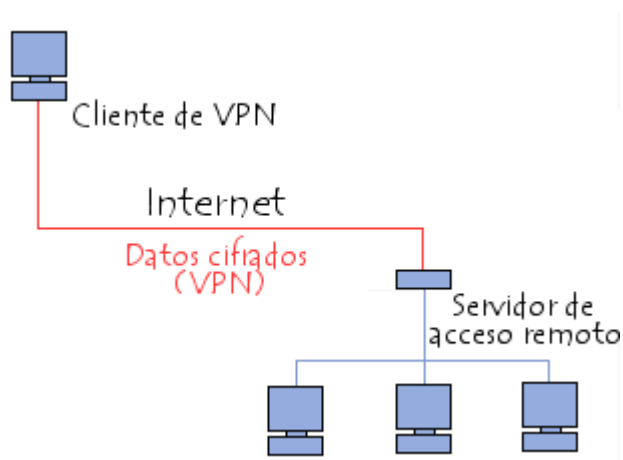 Cliente de VPN
Internet
Datos cifrados
(VPN)
Servidor de
acceso remoto